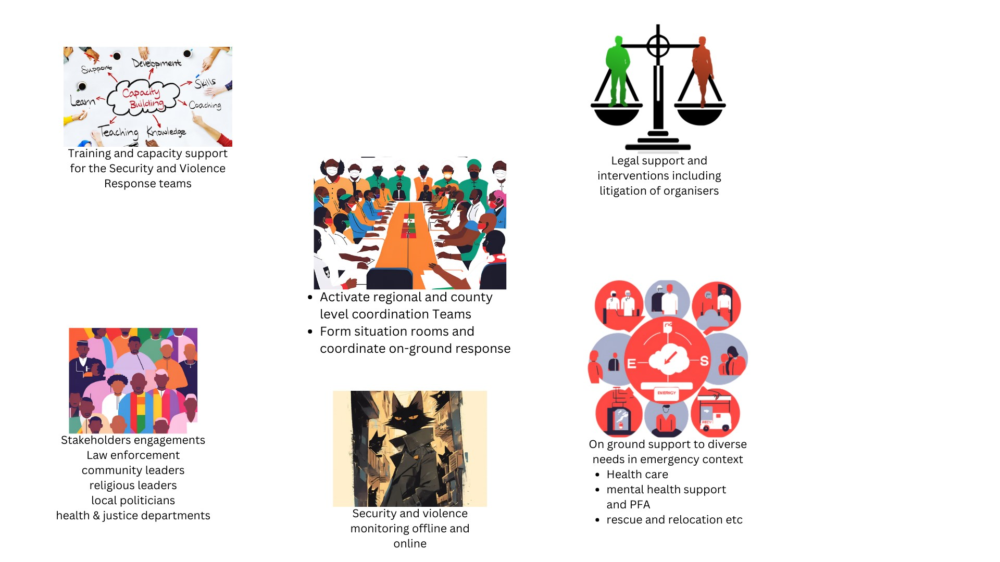 Support
Development
Skills
Capacity
Building
Learn
Coaching
Teaching
Knowledge
Training and capacity support
for the Security and Violence
Response teams
Legal support and
interventions including
litigation of organisers
• Activate regional and county
level coordination Teams
• Form situation rooms and
coordinate on-ground response
Stakeholders engagements
Law enforcement
community leaders
religious leaders
local politicians
health & justice departments
Security and violence
monitoring offline and
online
E
S
On ground support to diverse
needs in emergency context
• Health care
• mental health support
and PFA
• rescue and relocation etc